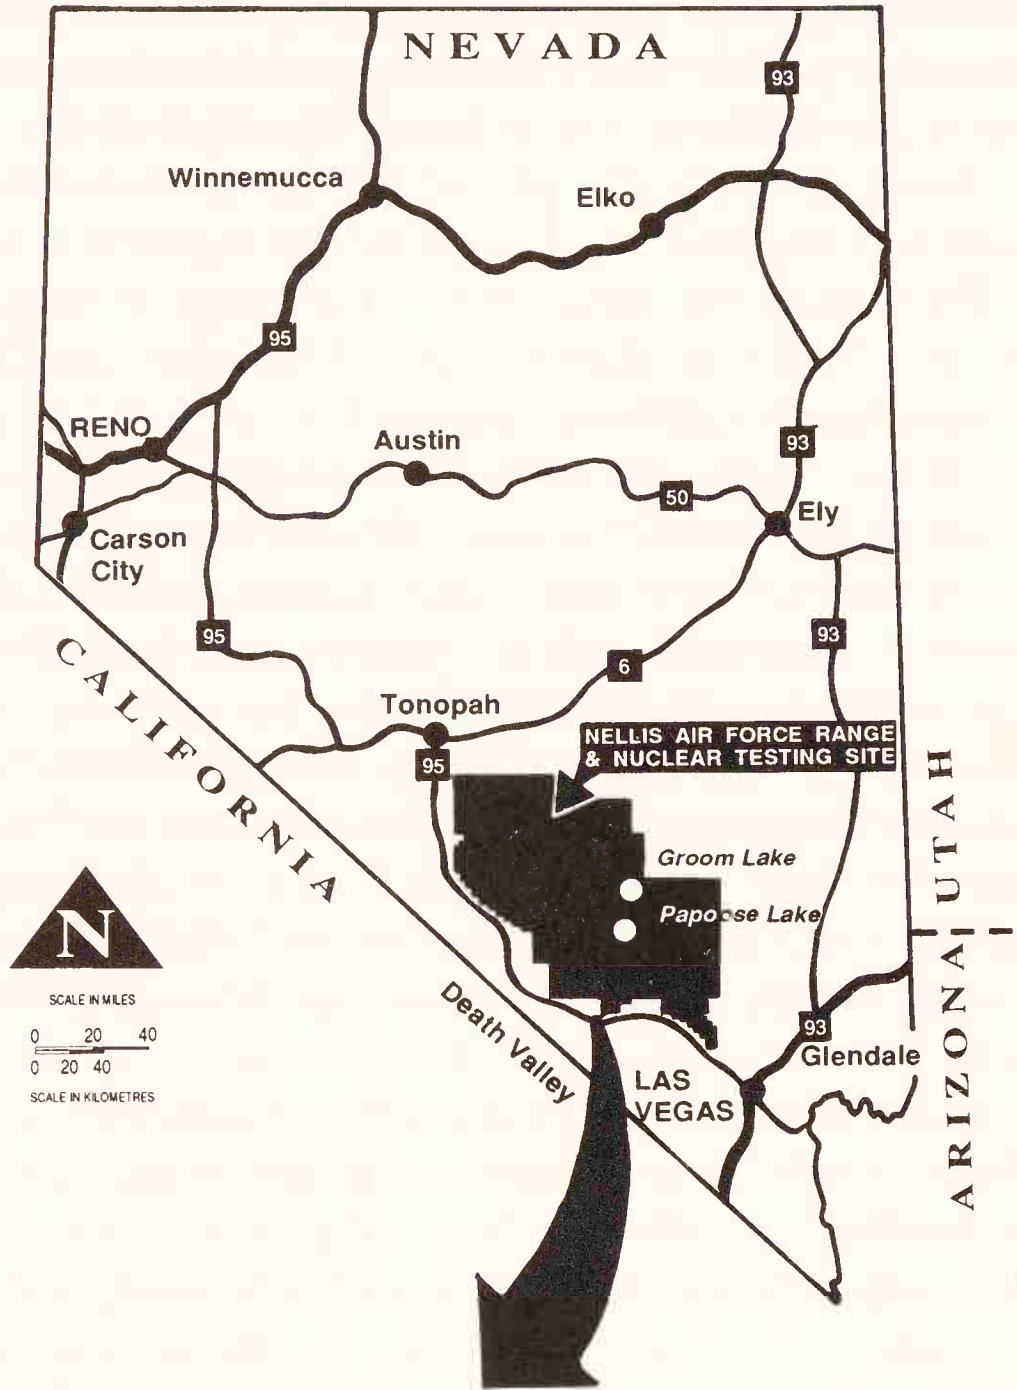 NEVADA
93
Winnemucca
Elko
95
RENO
Austin
93
50
Ely
Carson
City
95
93
6
CALIFORNIA
Tonopah
NELLIS AIR FORCE RANGE
& NUCLEAR TESTING SITE
95
UTAH
Groom Lake
Papoose Lake
N
SCALE IN MILES
0 20 40
0 20 40
SCALE IN KILOMETRES
Death Valley
93
Glendale
ARIZONA
LAS
VEGAS